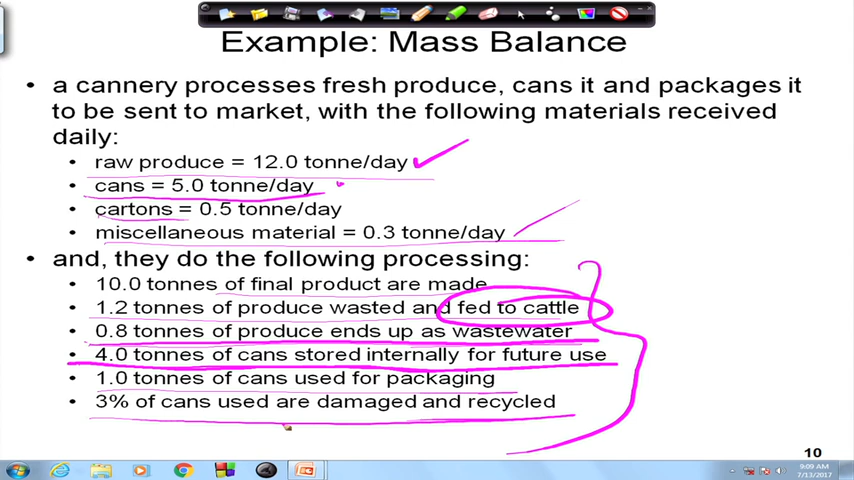 Example: Mass Balance
• a cannery processes fresh produce, cans it and packages it
to be sent to market, with the following materials received
daily:
• raw produce = 12.0 tonne/day
• cans = 5.0 tonne/day
• cartons = 0.5 tonne/day
• miscellaneous material = 0.3 tonne/day
• and, they do the following processing:
• 10.0 tonnes of final product are made
• 1.2 tonnes of produce wasted and fed to cattle
• 0.8 tonnes of produce ends up as wastewater
• 4.0 tonnes of cans stored internally for future use
• 1.0 tonnes of cans used for packaging
• 3% of cans used are damaged and recycled
10
9:09 AM
7/13/2017